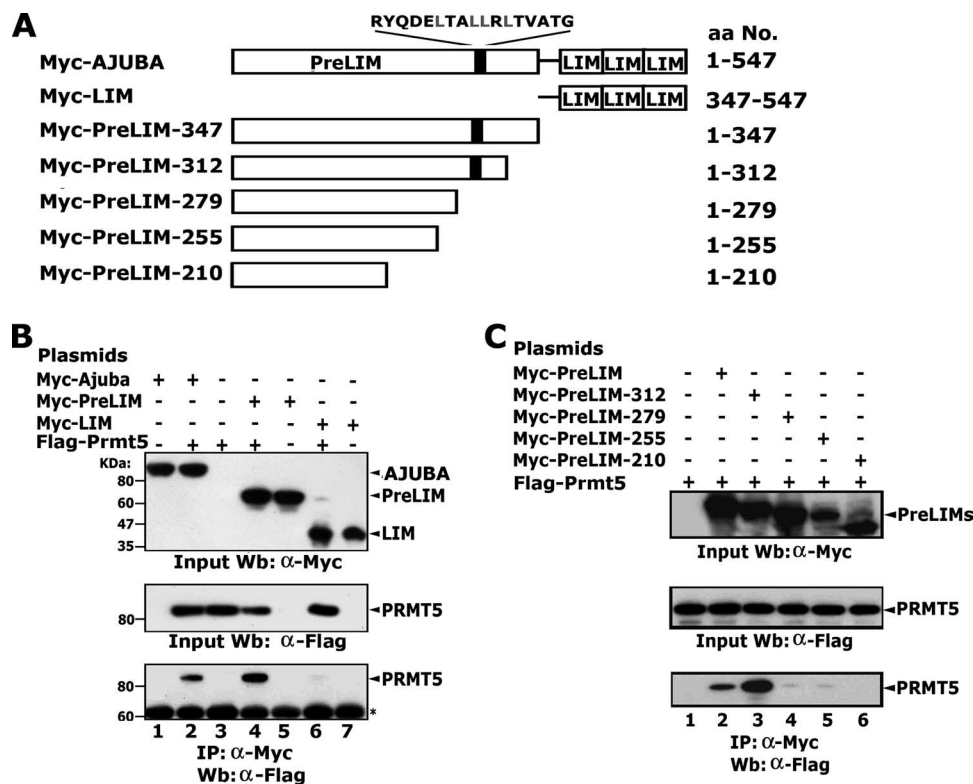 A
RYQDELTALLRLTVATG
aa No.
Myc-AJUBA PreLIM LIM LIM LIM 1-547
Myc-LIM LIM LIM LIM 347-547
Myc-PreLIM-347 1-347
Myc-PreLIM-312 1-312
Myc-PreLIM-279 1-279
Myc-PreLIM-255 1-255
Myc-PreLIM-210 1-210
B
Plasmids
Myc-Ajuba + + - - - - -
Myc-PreLIM - - - + + - -
Myc-LIM - - - - - + +
Flag-Prmt5 - + + + - + -
KDa:
80
60
47
35
AJUBA
PreLIM
LIM
Input Wb: α-Myc
80
PRMT5
Input Wb: α-Flag
80
60
PRMT5
*
1 2 3 4 5 6 7
IP: α-Myc
Wb: α-Flag
C
Plasmids
Myc-PreLIM - + - - - -
Myc-PreLIM-312 - - + - - -
Myc-PreLIM-279 - - - + - -
Myc-PreLIM-255 - - - - + -
Myc-PreLIM-210 - - - - - +
Flag-Prmt5 + + + + + +
PreLIMs
Input Wb: α-Myc
PRMT5
Input Wb: α-Flag
PRMT5
1 2 3 4 5 6
IP: α-Myc
Wb: α-Flag